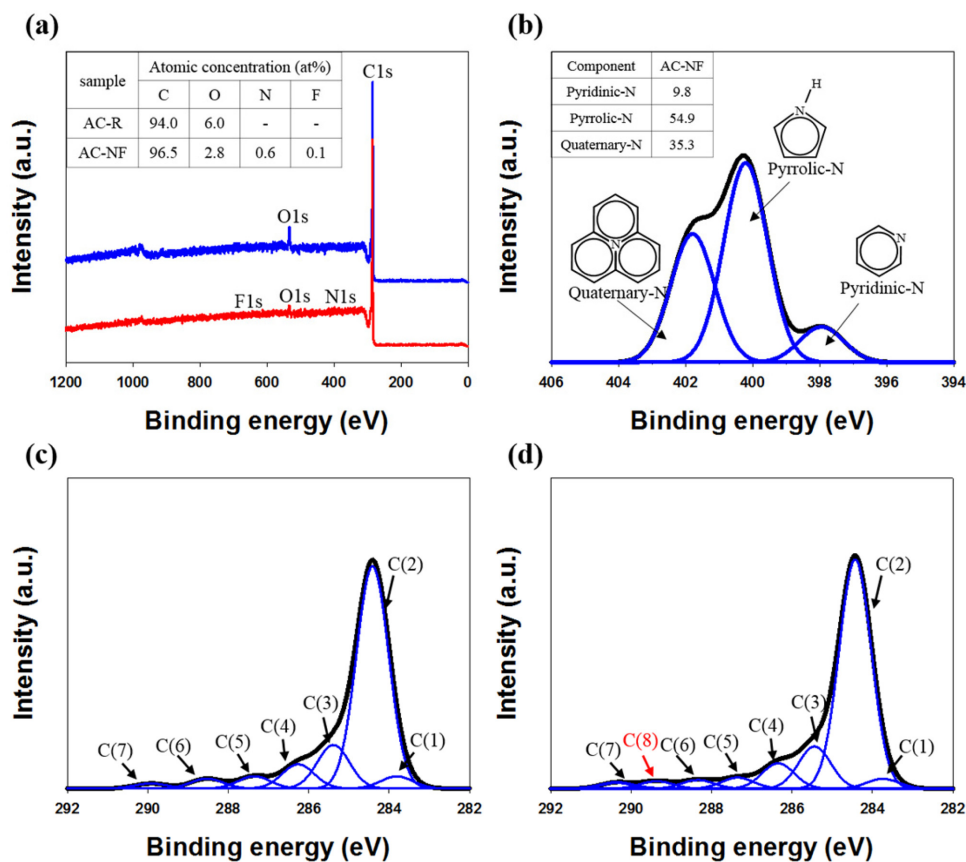 (a)
sample Atomic concentration (at%)
C O N F
AC-R 94.0 6.0 - -
AC-NF 96.5 2.8 0.6 0.1
C1s
O1s
F1s O1s N1s
Intensity (a.u.)
1200 1000 800 600 400 200 0
Binding energy (eV)
(b)
Component AC-NF
Pyridinic-N 9.8
Pyrrolic-N 54.9
Quaternary-N 35.3
H
N
Pyrrolic-N
N
Quaternary-N
N
Pyridinic-N
Intensity (a.u.)
406 404 402 400 398 396 394
Binding energy (eV)
(c)
C(2)
C(3)
C(4)
C(1)
C(5)
C(6)
C(7)
Intensity (a.u.)
292 290 288 286 284 282
Binding energy (eV)
(d)
C(2)
C(3)
C(4)
C(1)
C(5)
C(6)
C(8)
C(7)
Intensity (a.u.)
292 290 288 286 284 282
Binding energy (eV)